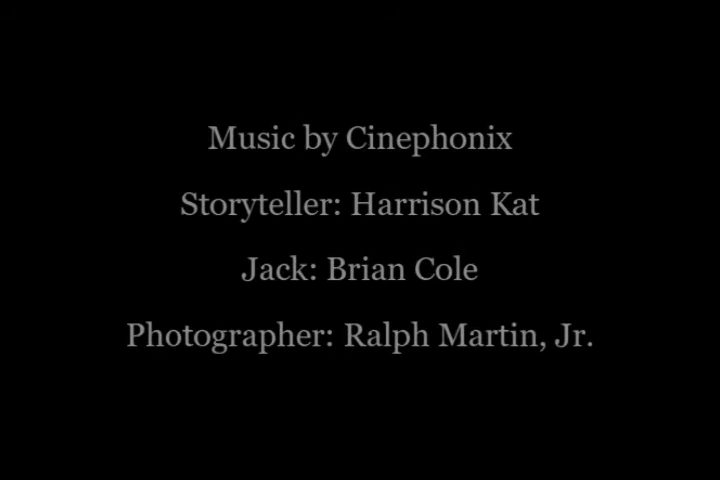 Music by Cinephonix
Storyteller: Harrison Kat
Jack: Brian Cole
Photographer: Ralph Martin, Jr.